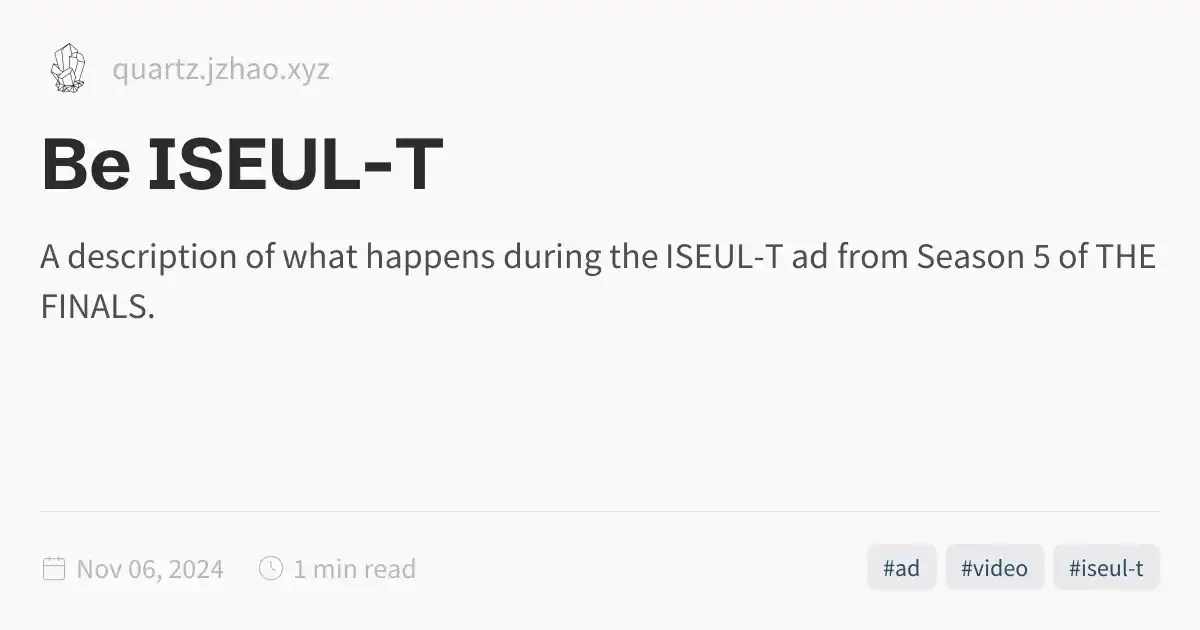 quartz.jzhao.xyz
Be ISEUL-T
A description of what happens during the ISEUL-T ad from Season 5 of THE
FINALS.
Nov 06, 2024 1 min read #ad #video #iseul-t